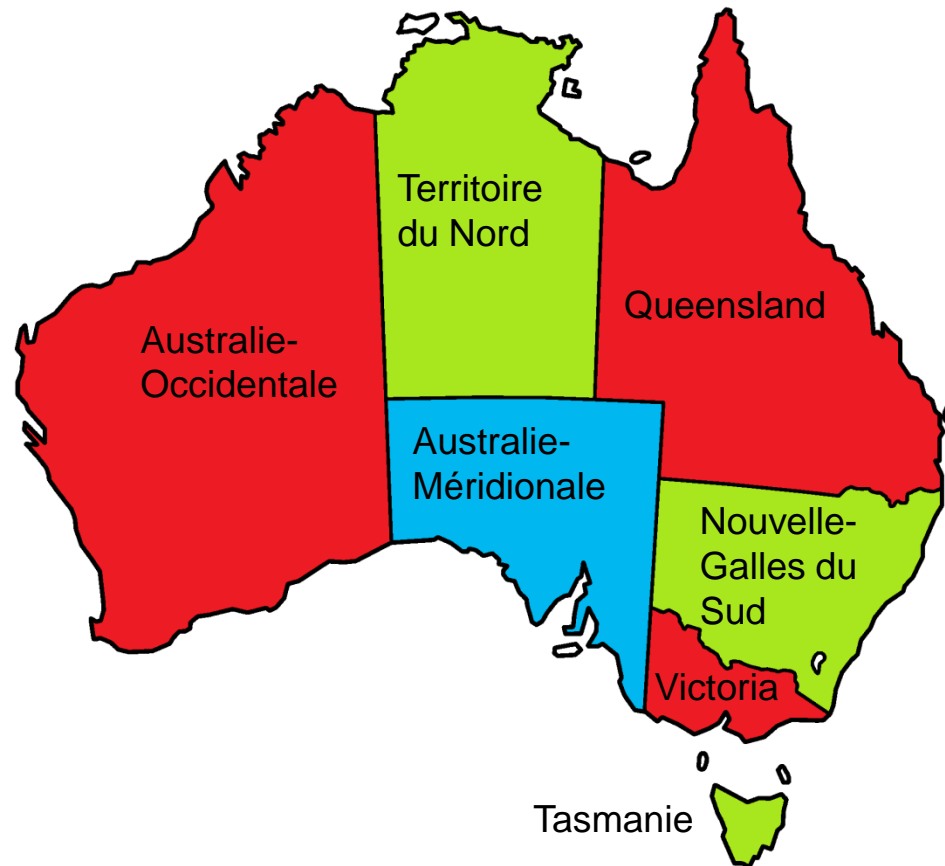 Territoire
du Nord
Queensland
Australie-
Occidentale
Australie-
Méridionale
Nouvelle-
Galles du
Sud
Victoria
Tasmanie